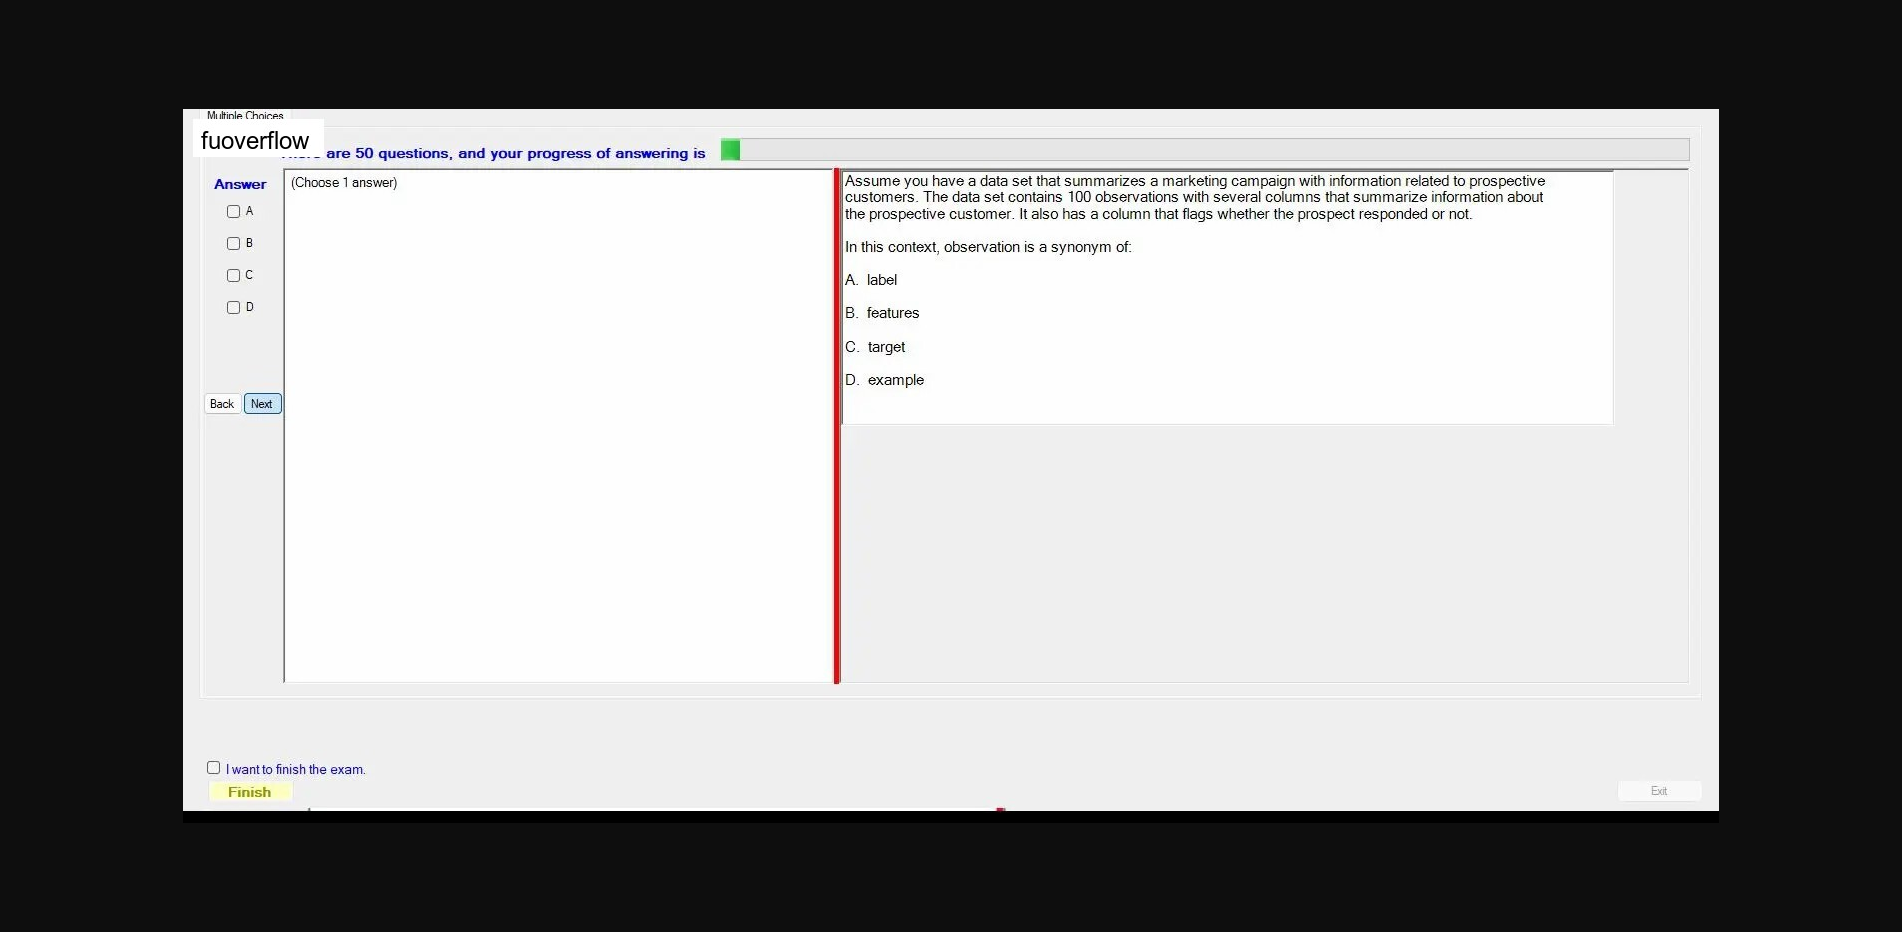 Multiple Choices
fuoverflow
are 50 questions, and your progress of answering is
Answer
A
B
C
D
Back Next
(Choose 1 answer)
Assume you have a data set that summarizes a marketing campaign with information related to prospective
customers. The data set contains 100 observations with several columns that summarize information about
the prospective customer. It also has a column that flags whether the prospect responded or not.
In this context, observation is a synonym of:
A. label
B. features
C. target
D. example
I want to finish the exam.
Finish
Exit